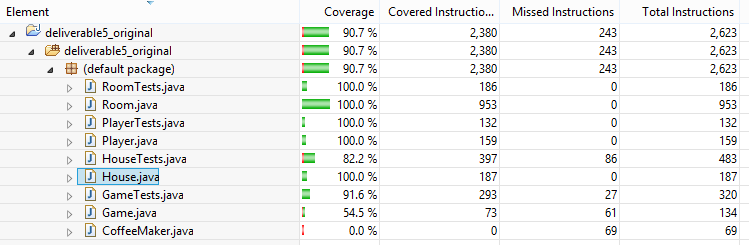 Element Coverage Covered Instructio... Missed Instructions Total Instructions
deliverable5_original 90.7 % 2,380 243 2,623
deliverable5_original 90.7 % 2,380 243 2,623
(default package) 90.7 % 2,380 243 2,623
RoomTests.java 100.0 % 186 0 186
Room.java 100.0 % 953 0 953
PlayerTests.java 100.0 % 132 0 132
Player.java 100.0 % 159 0 159
HouseTests.java 82.2 % 397 86 483
House.java 100.0 % 187 0 187
GameTests.java 91.6 % 293 27 320
Game.java 54.5 % 73 61 134
CoffeeMaker.java 0.0 % 0 69 69